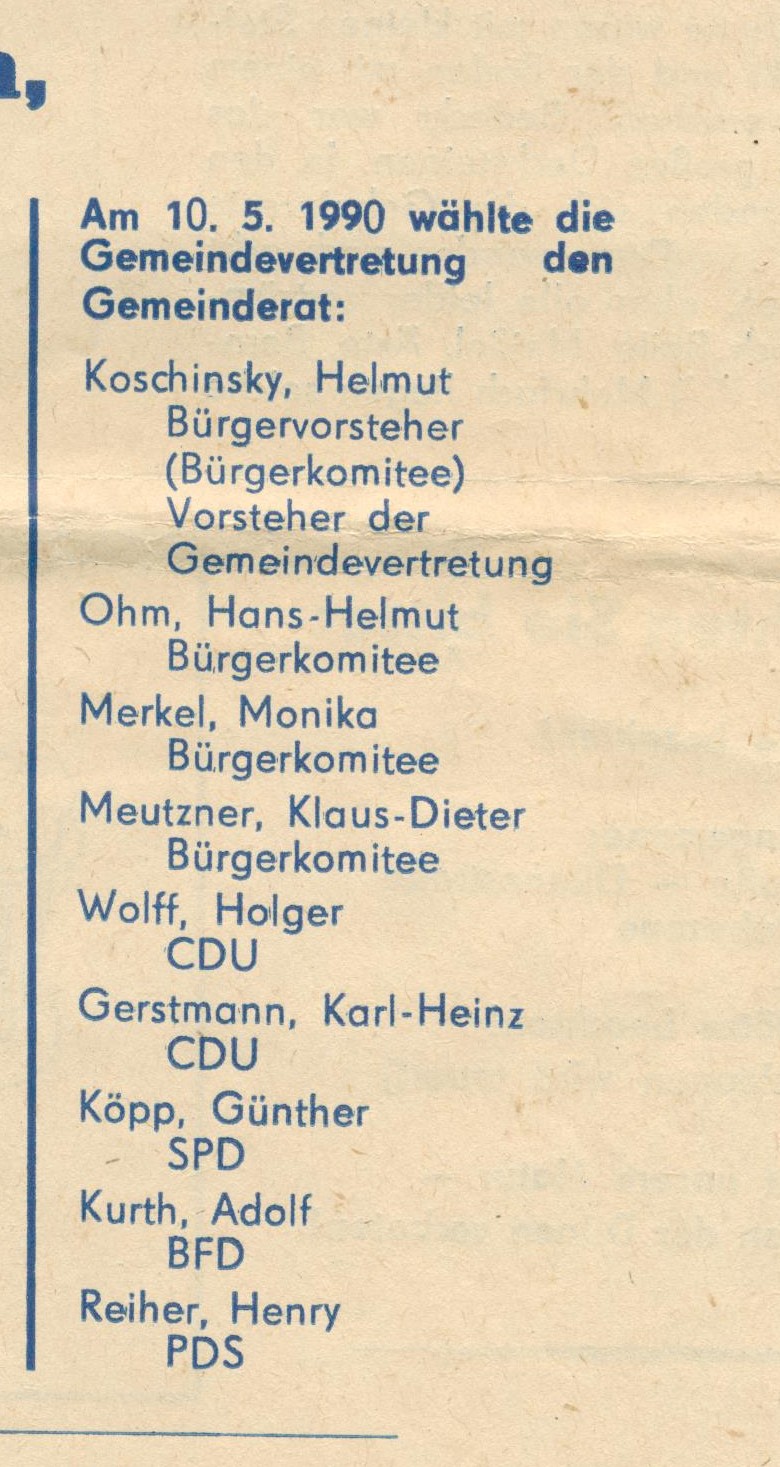 Am 10. 5. 1990 wählte die
Gemeindevertretung den
Gemeinderat:
Koschinsky, Helmut
Bürgervorsteher
(Bürgerkomitee)
Vorsteher der
Gemeindevertretung
Ohm, Hans-Helmut
Bürgerkomitee
Merkel, Monika
Bürgerkomitee
Meutzner, Klaus-Dieter
Bürgerkomitee
Wolff, Holger
CDU
Gerstmann, Karl-Heinz
CDU
Köpp, Günther
SPD
Kurth, Adolf
BFD
Reiher, Henry
PDS